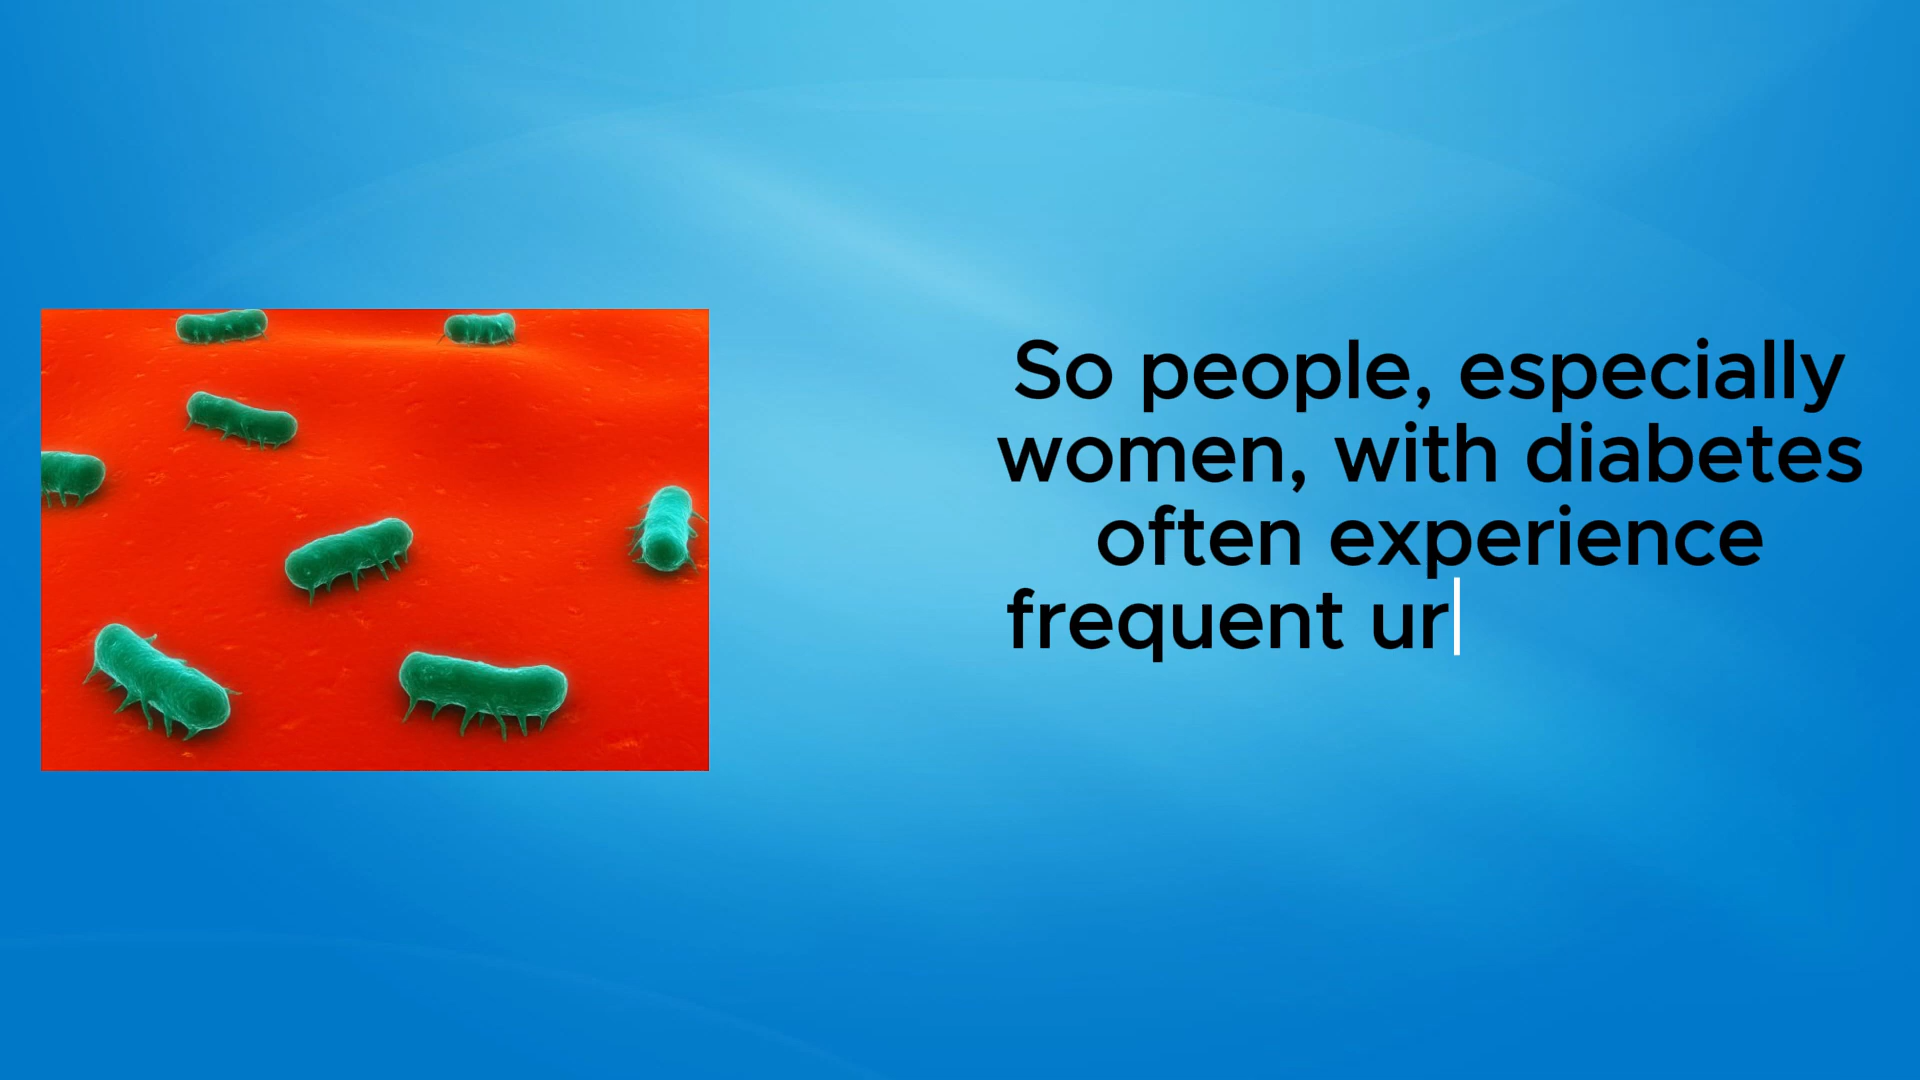 So people, especially
women, with diabetes
often experience
frequent ur